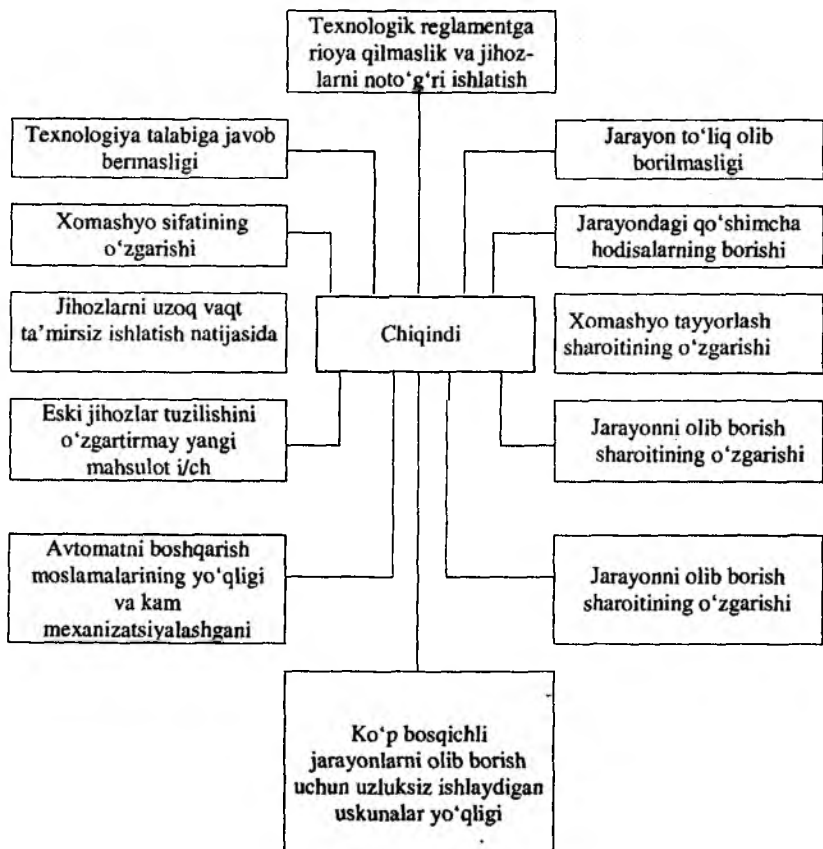 Texnologik reglamentga
rioya qilmaslik va jihoz-
larni noto‘g‘ri ishlatish
Texnologiya talabiga javob
bermasligi
Jarayon to‘liq olib
borilmasligi
Xomashyo sifatining
o‘zgarishi
Jarayondagi qo‘shimcha
hodisalarning borishi
Jihozlarni uzoq vaqt
ta’mirsiz ishlatish natijasida
Chiqindi
Xomashyo tayyorlash
sharoitining o‘zgarishi
Eski jihozlar tuzilishini
o‘zgartirmay yangi
mahsulot i/ch
Jarayonni olib borish
sharoitining o‘zgarishi
Avtomatni boshqarish
moslamalarining yo‘qligi
va kam
mexanizatsiyalashgani
Jarayonni olib borish
sharoitining o‘zgarishi
Ko‘p bosqichli
jarayonlarni olib borish
uchun uzluksiz ishlaydigan
uskunalar yo‘qligi